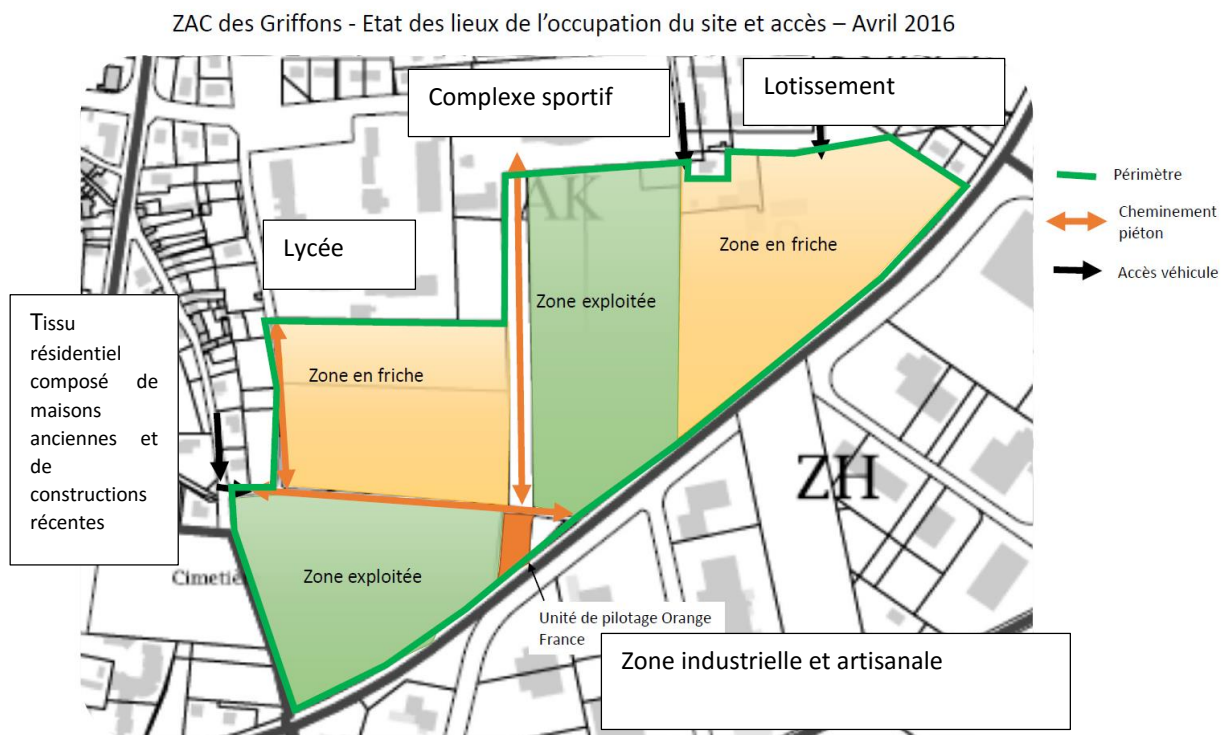 ZAC des Griffons - Etat des lieux de l'occupation du site et accès – Avril 2016
Complexe sportif
Lotissement
Périmètre
Cheminement
piéton
Accès véhicule
AK
Lycée
Zone en friche
Zone exploitée
Tissu
résidentiel
composé de
maisons
anciennes et
de
constructions
récentes
Zone en friche
ZH
Zone exploitée
Unité de pilotage Orange
France
Zone industrielle et artisanale